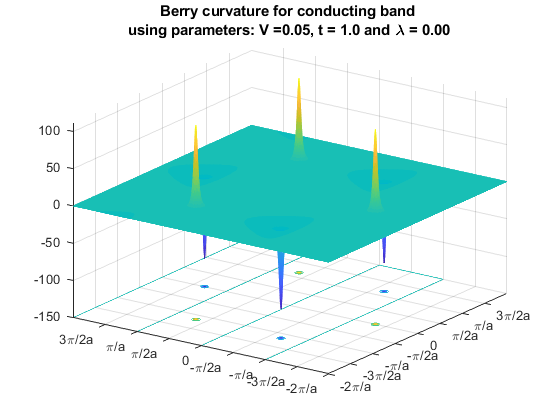 Berry curvature for conducting band
using parameters: V =0.05, t = 1.0 and λ = 0.00
100
50
0
-50
-100
-150
3π/2a
π/a
π/2a
0
-π/2a
-π/a
-3π/2a
-2π/a
-2π/a
-3π/2a
-π/a
-π/2a
0
π/2a
π/a
3π/2a